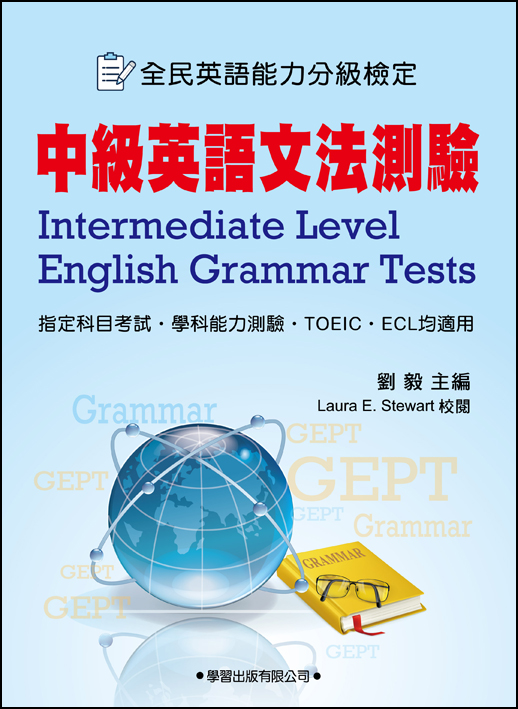 全民英語能力分級檢定
中級英語文法測驗
Intermediate Level
English Grammar Tests
指定科目考試・學科能力測驗・TOEIC・ECL均適用
劉毅 主編
Laura E. Stewart 校閱
Grammar
GEPT
GEPT
GEPT
GEPT
Grammar
GRAMMAR
GEPT
GEPT
GEPT
●學習出版有限公司●